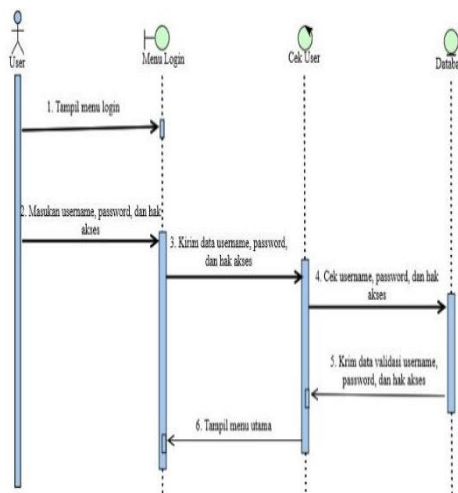 User
Menu Login
Cek User
Databa
1. Tampil menu login
2. Masukan username, password, dan hak
akses
3. Kirim data username, password,
dan hak akses
4. Cek username, password, dan hak
akses
5. Krim data validasi username,
password, dan hak akses
6. Tampil menu utama